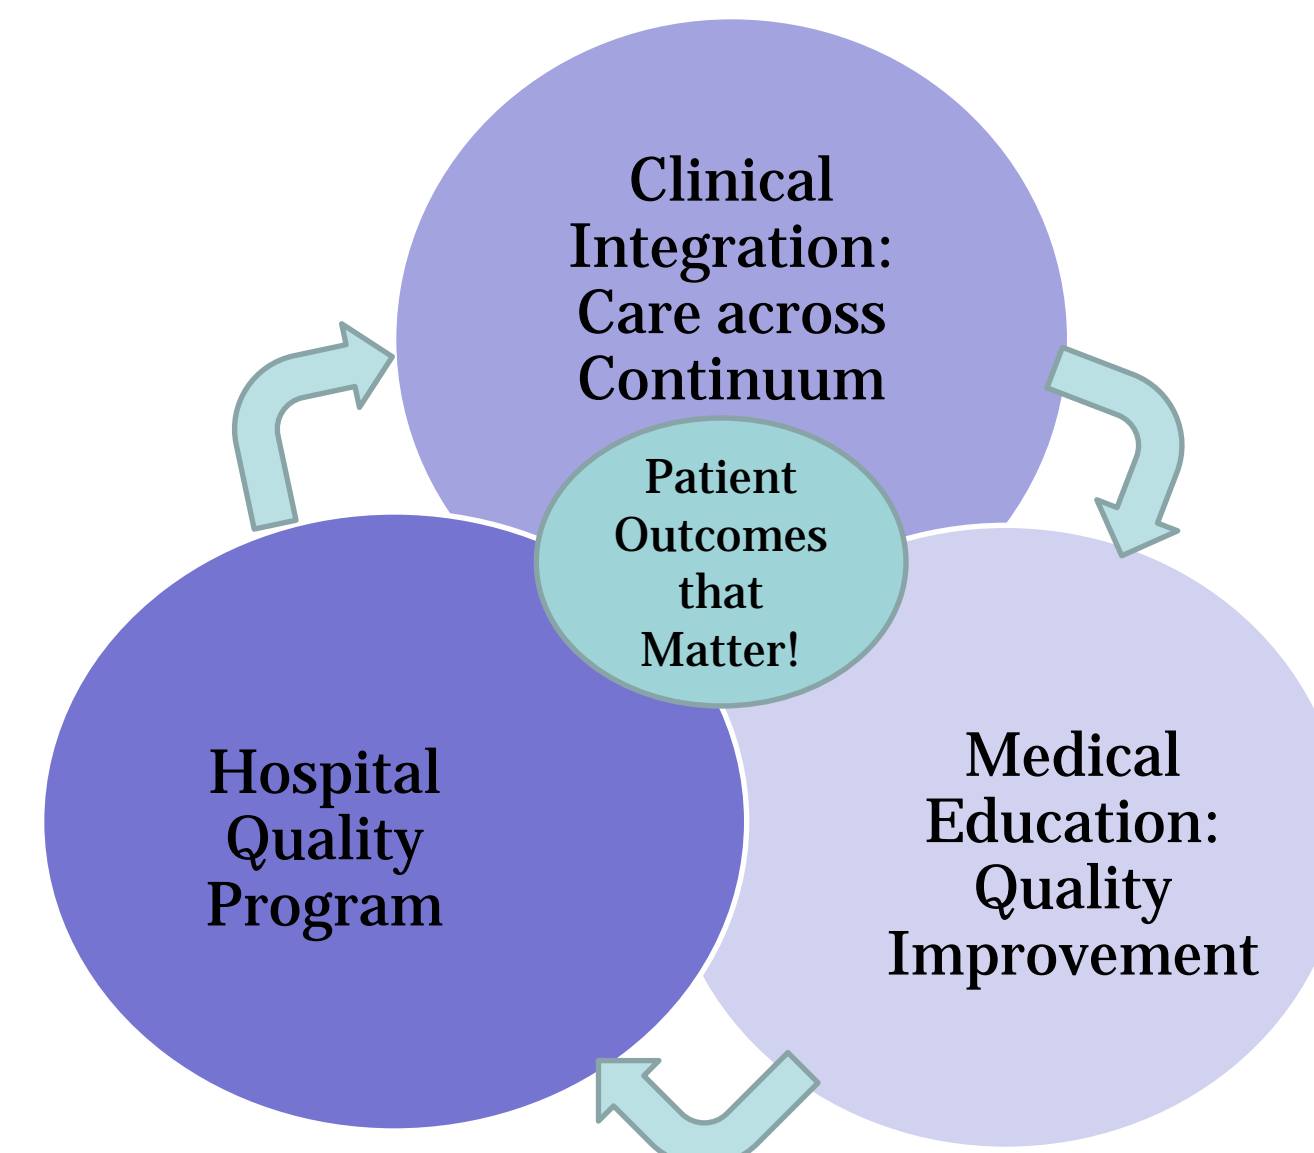 Clinical
Integration:
Care across
Continuum
Patient
Outcomes
that
Matter!
Hospital
Quality
Program
Medical
Education:
Quality
Improvement